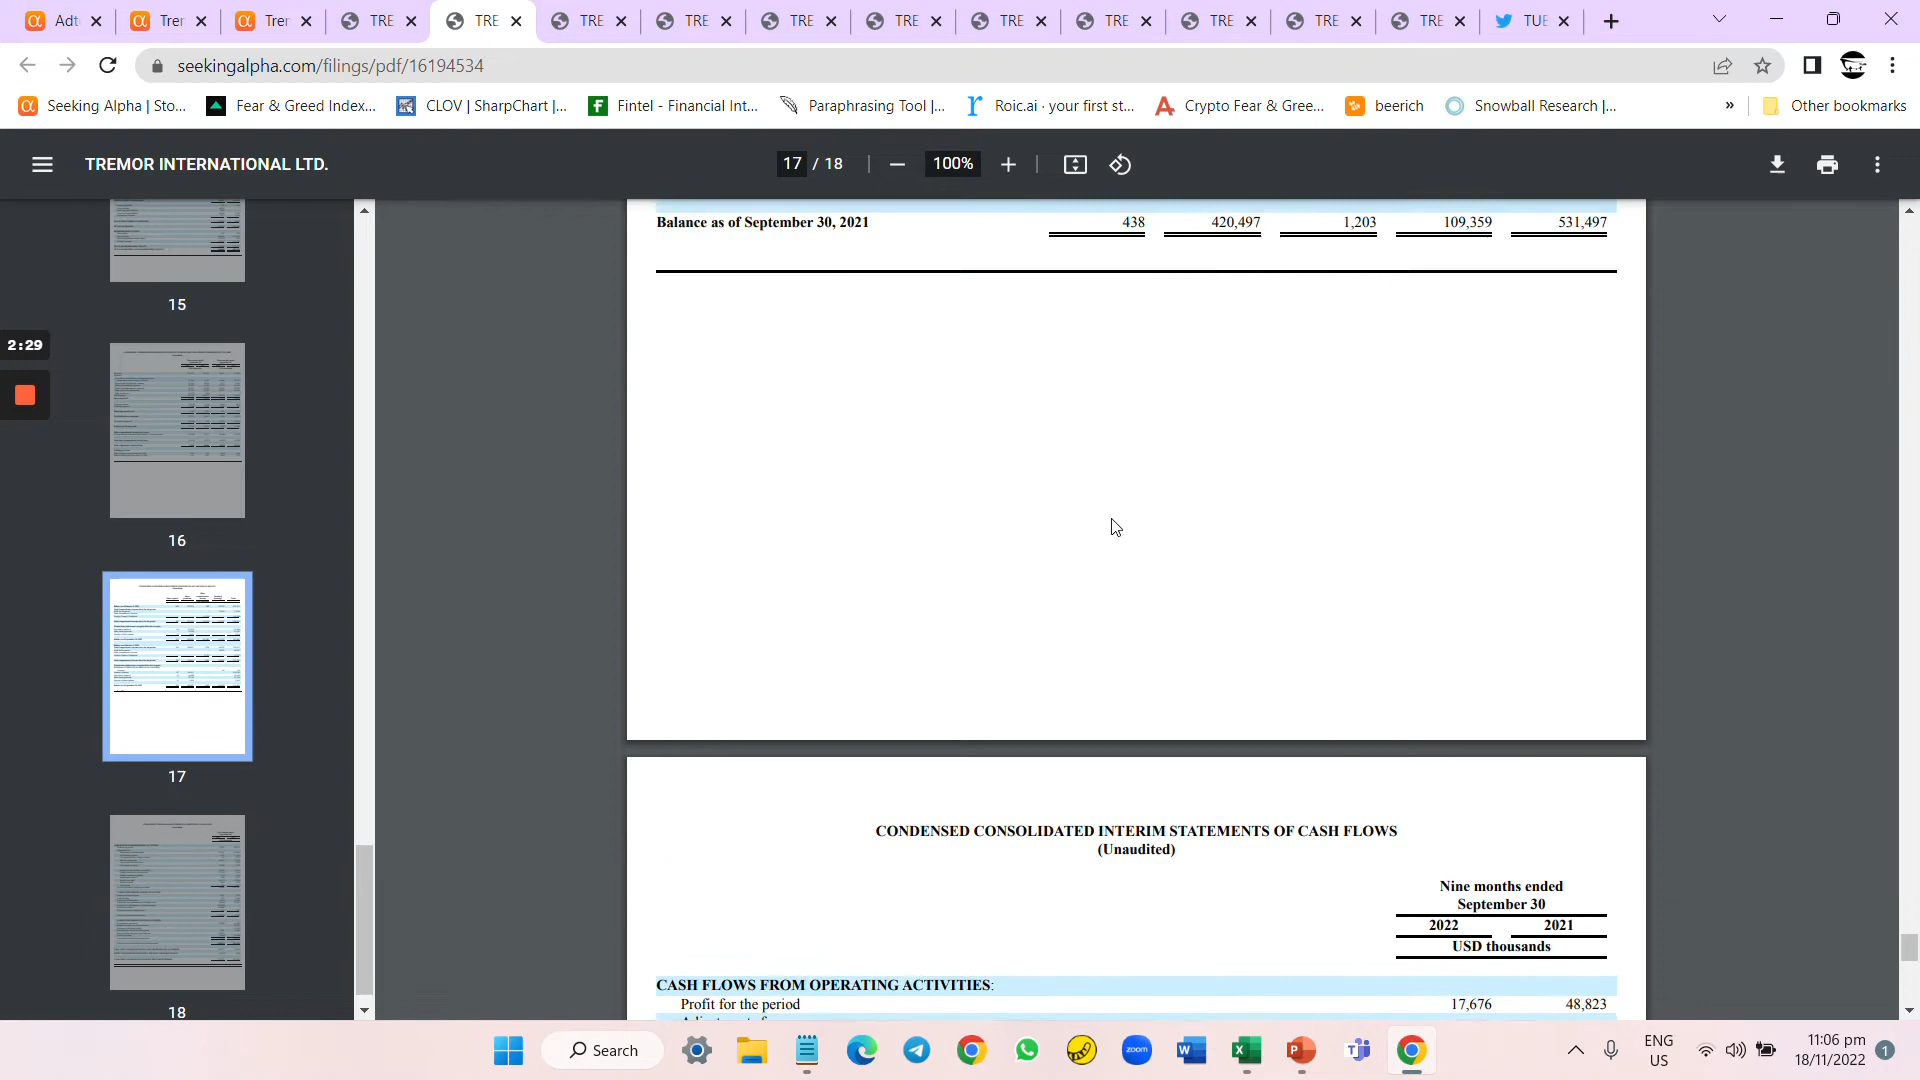 Adt
Trer
Trer
TRE
TRE
TRE
TRE
TRE
TRE
TRE
TRE
TRE
TRE
TRE
TUE
seekingalpha.com/filings/pdf/16194534
Seeking Alpha | Sto...
Fear & Greed Index...
CLOV | SharpChart |...
Fintel - Financial Int...
Paraphrasing Tool |...
Roic.ai · your first st...
Crypto Fear & Gree...
beerich
Snowball Research |...
»
Other bookmarks
TREMOR INTERNATIONAL LTD.
17 / 18
100%
Balance as of September 30, 2021 438 420,497 1,203 109,359 531,497
15
2:29
16
17
18
CONDENSED CONSOLIDATED INTERIM STATEMENTS OF CASH FLOWS
(Unaudited)
Nine months ended
September 30
2022 2021
USD thousands
CASH FLOWS FROM OPERATING ACTIVITIES:
Profit for the period 17,676 48,823
Search
zoom
ENG
US
11:06 pm
18/11/2022
1